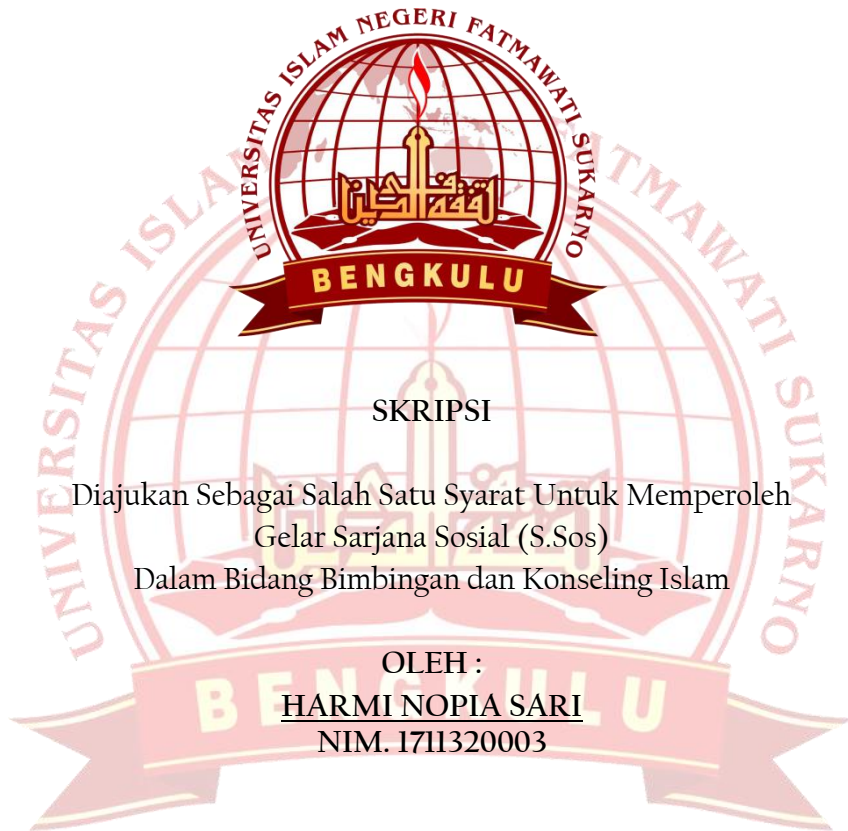 UNIVERSITAS ISLAM NEGERI FATMAWATI SUKARNO
BENGKULU
SKRIPSI
Diajukan Sebagai Salah Satu Syarat Untuk Memperoleh
Gelar Sarjana Sosial (S.Sos)
Dalam Bidang Bimbingan dan Konseling Islam
OLEH :
HARMI NOPIA SARI
NIM. 1711320003